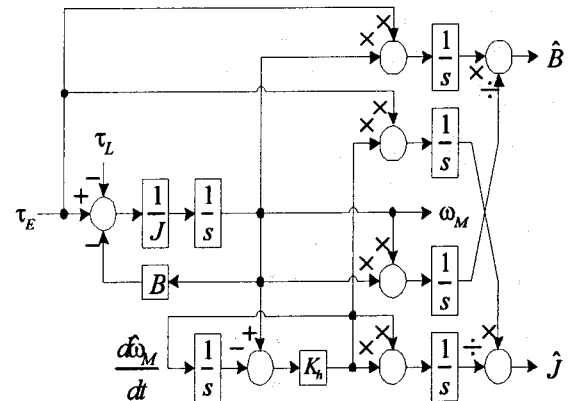 × × 1/s × ÷ B̂
× × 1/s
τ_L
−
τ_E + − 1/J 1/s ω_M
B × × 1/s
dω̂_M/dt 1/s − + K_h × × 1/s ÷ × Ĵ